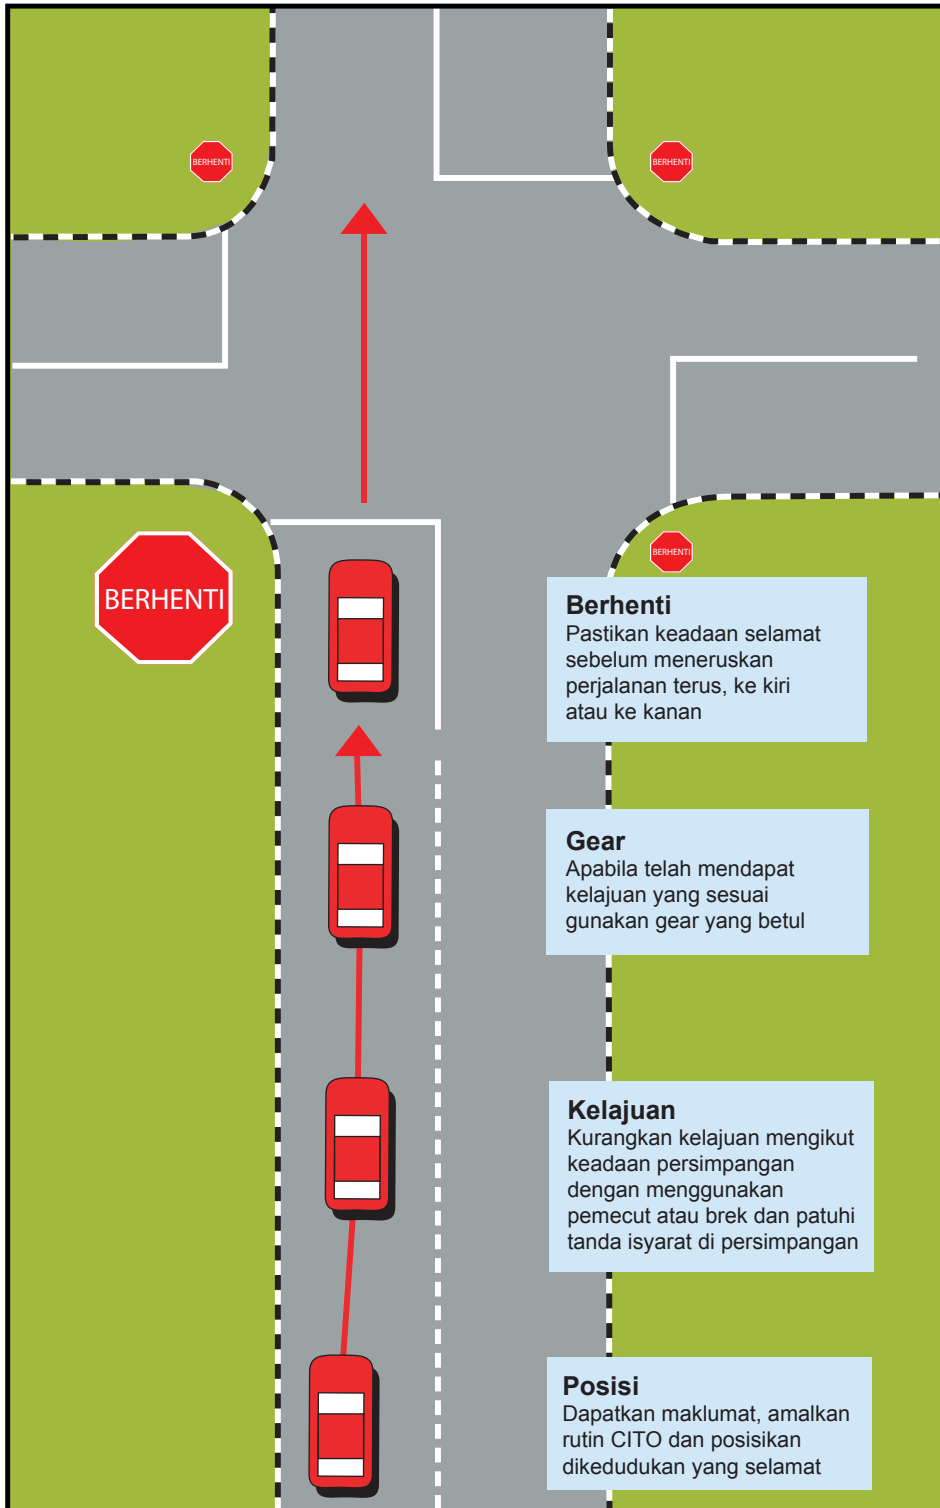 BERHENTI
BERHENTI
BERHENTI
BERHENTI
Berhenti
Pastikan keadaan selamat
sebelum meneruskan
perjalanan terus, ke kiri
atau ke kanan
Gear
Apabila telah mendapat
kelajuan yang sesuai
gunakan gear yang betul
Kelajuan
Kurangkan kelajuan mengikut
keadaan persimpangan
dengan menggunakan
pemecut atau brek dan patuhi
tanda isyarat di persimpangan
Posisi
Dapatkan maklumat, amalkan
rutin CITO dan posisikan
dikedudukan yang selamat